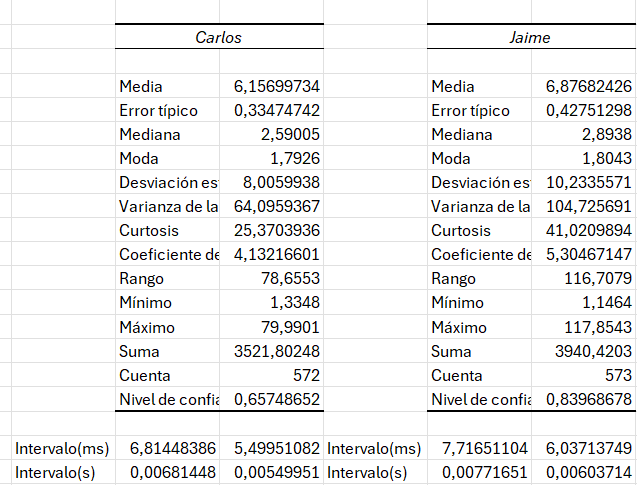 Carlos Jaime
Media 6,15699734 Media 6,87682426
Error típico 0,33474742 Error típico 0,42751298
Mediana 2,59005 Mediana 2,8938
Moda 1,7926 Moda 1,8043
Desviación es 8,0059938 Desviación es 10,2335571
Varianza de la 64,0959367 Varianza de la 104,725691
Curtosis 25,3703936 Curtosis 41,0209894
Coeficiente de 4,13216601 Coeficiente de 5,30467147
Rango 78,6553 Rango 116,7079
Mínimo 1,3348 Mínimo 1,1464
Máximo 79,9901 Máximo 117,8543
Suma 3521,80248 Suma 3940,4203
Cuenta 572 Cuenta 573
Nivel de confia 0,65748652 Nivel de confia 0,83968678
Intervalo(ms) 6,81448386 5,49951082 Intervalo(ms) 7,71651104 6,03713749
Intervalo(s) 0,00681448 0,00549951 Intervalo(s) 0,00771651 0,00603714